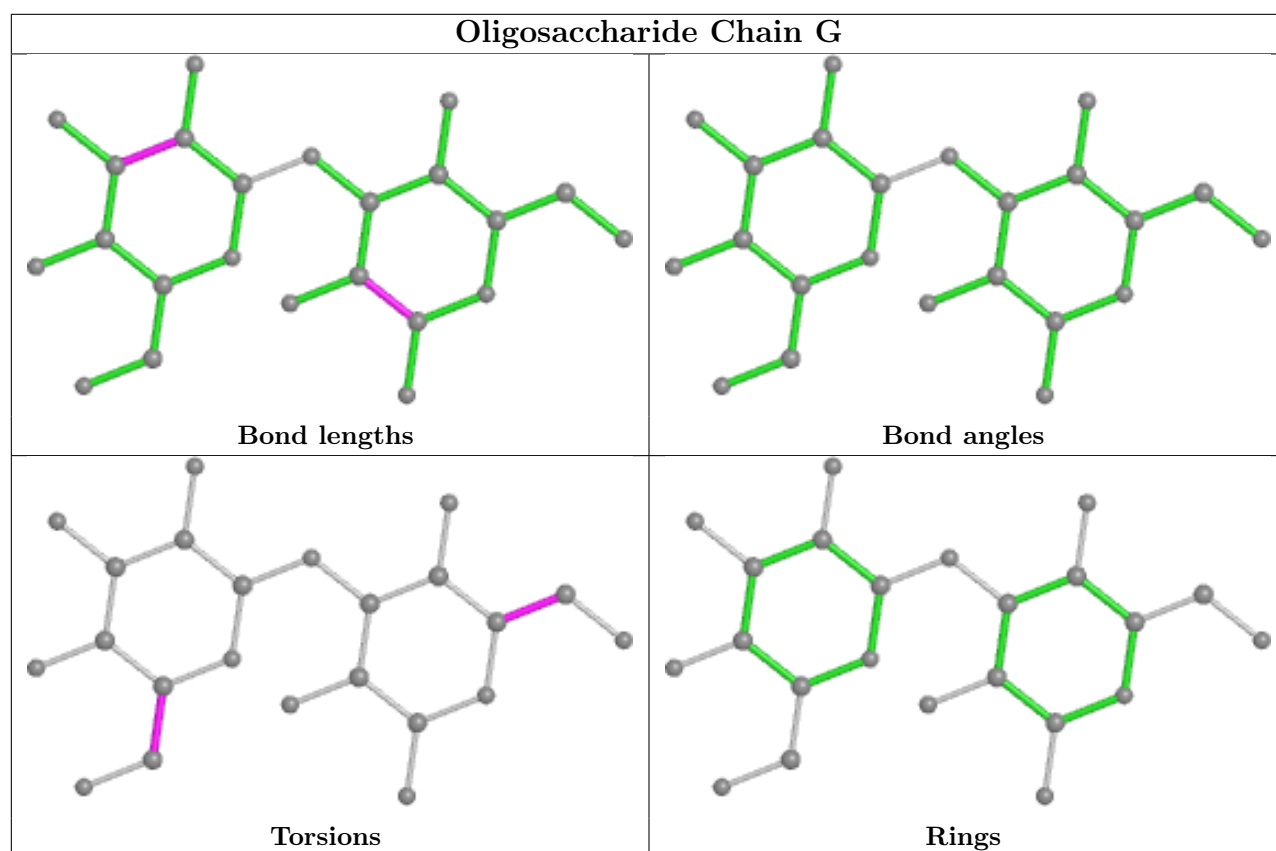 Oligosaccharide Chain G
Bond lengths
Bond angles
Torsions
Rings